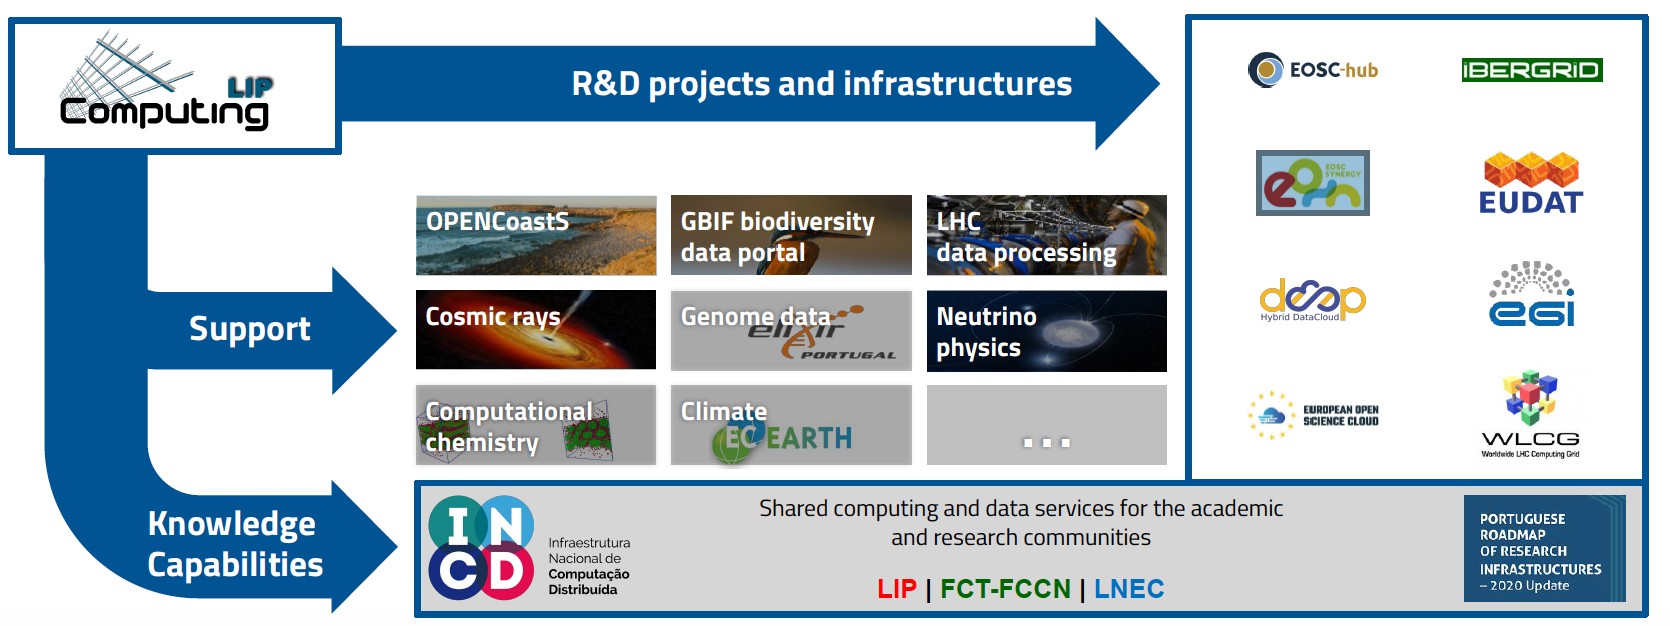 LIP
Computing
R&D projects and infrastructures
EOSC-hub
iBERGRiD
EOSC
SYNERGY
EUDAT
deep
Hybrid DataCloud
eGi
EUROPEAN OPEN
SCIENCE CLOUD
WLCG
Worldwide LHC Computing Grid
Support
OPENCoastS
GBIF biodiversity
data portal
LHC
data processing
Cosmic rays
Genome data
elixir
PORTUGAL
Neutrino
physics
Computational
chemistry
Climate
EC-EARTH
...
Knowledge
Capabilities
INCD
Infraestrutura
Nacional de
Computação
Distribuída
Shared computing and data services for the academic
and research communities
LIP | FCT-FCCN | LNEC
PORTUGUESE
ROADMAP
OF RESEARCH
INFRASTRUCTURES
– 2020 Update